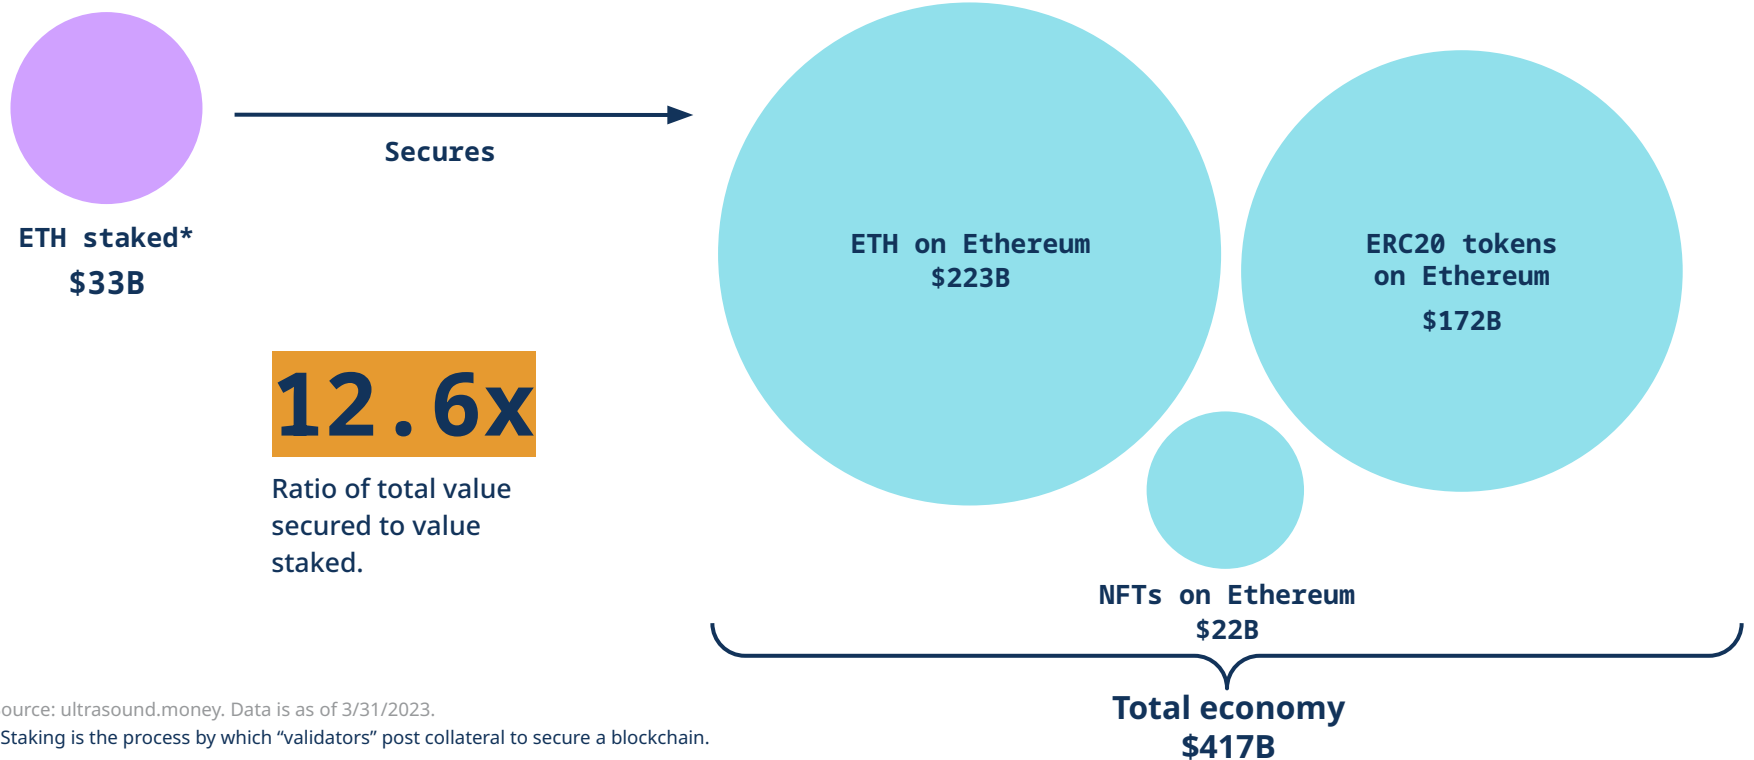 ETH staked*
$33B
Secures
12.6x
Ratio of total value
secured to value
staked.
ETH on Ethereum
$223B
ERC20 tokens
on Ethereum
$172B
NFTs on Ethereum
$22B
Total economy
$417B
ource: ultrasound.money. Data is as of 3/31/2023.
Staking is the process by which “validators” post collateral to secure a blockchain.